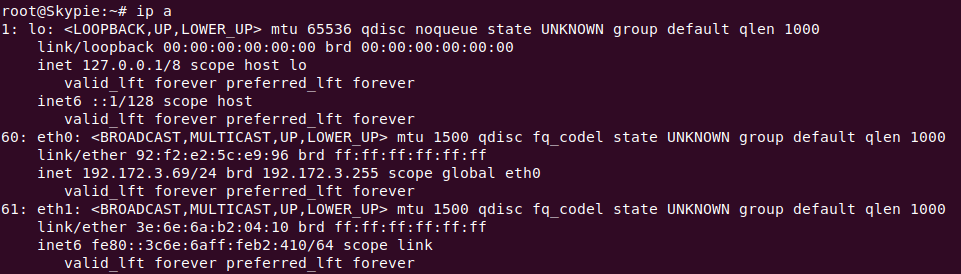 root@Skypie:~# ip a
1: lo: <LOOPBACK,UP,LOWER_UP> mtu 65536 qdisc noqueue state UNKNOWN group default qlen 1000
    link/loopback 00:00:00:00:00:00 brd 00:00:00:00:00:00
    inet 127.0.0.1/8 scope host lo
       valid_lft forever preferred_lft forever
    inet6 ::1/128 scope host
       valid_lft forever preferred_lft forever
60: eth0: <BROADCAST,MULTICAST,UP,LOWER_UP> mtu 1500 qdisc fq_codel state UNKNOWN group default qlen 1000
    link/ether 92:f2:e2:5c:e9:96 brd ff:ff:ff:ff:ff:ff
    inet 192.172.3.69/24 brd 192.172.3.255 scope global eth0
       valid_lft forever preferred_lft forever
61: eth1: <BROADCAST,MULTICAST,UP,LOWER_UP> mtu 1500 qdisc fq_codel state UNKNOWN group default qlen 1000
    link/ether 3e:6e:6a:b2:04:10 brd ff:ff:ff:ff:ff:ff
    inet6 fe80::3c6e:6aff:feb2:410/64 scope link
       valid_lft forever preferred_lft forever